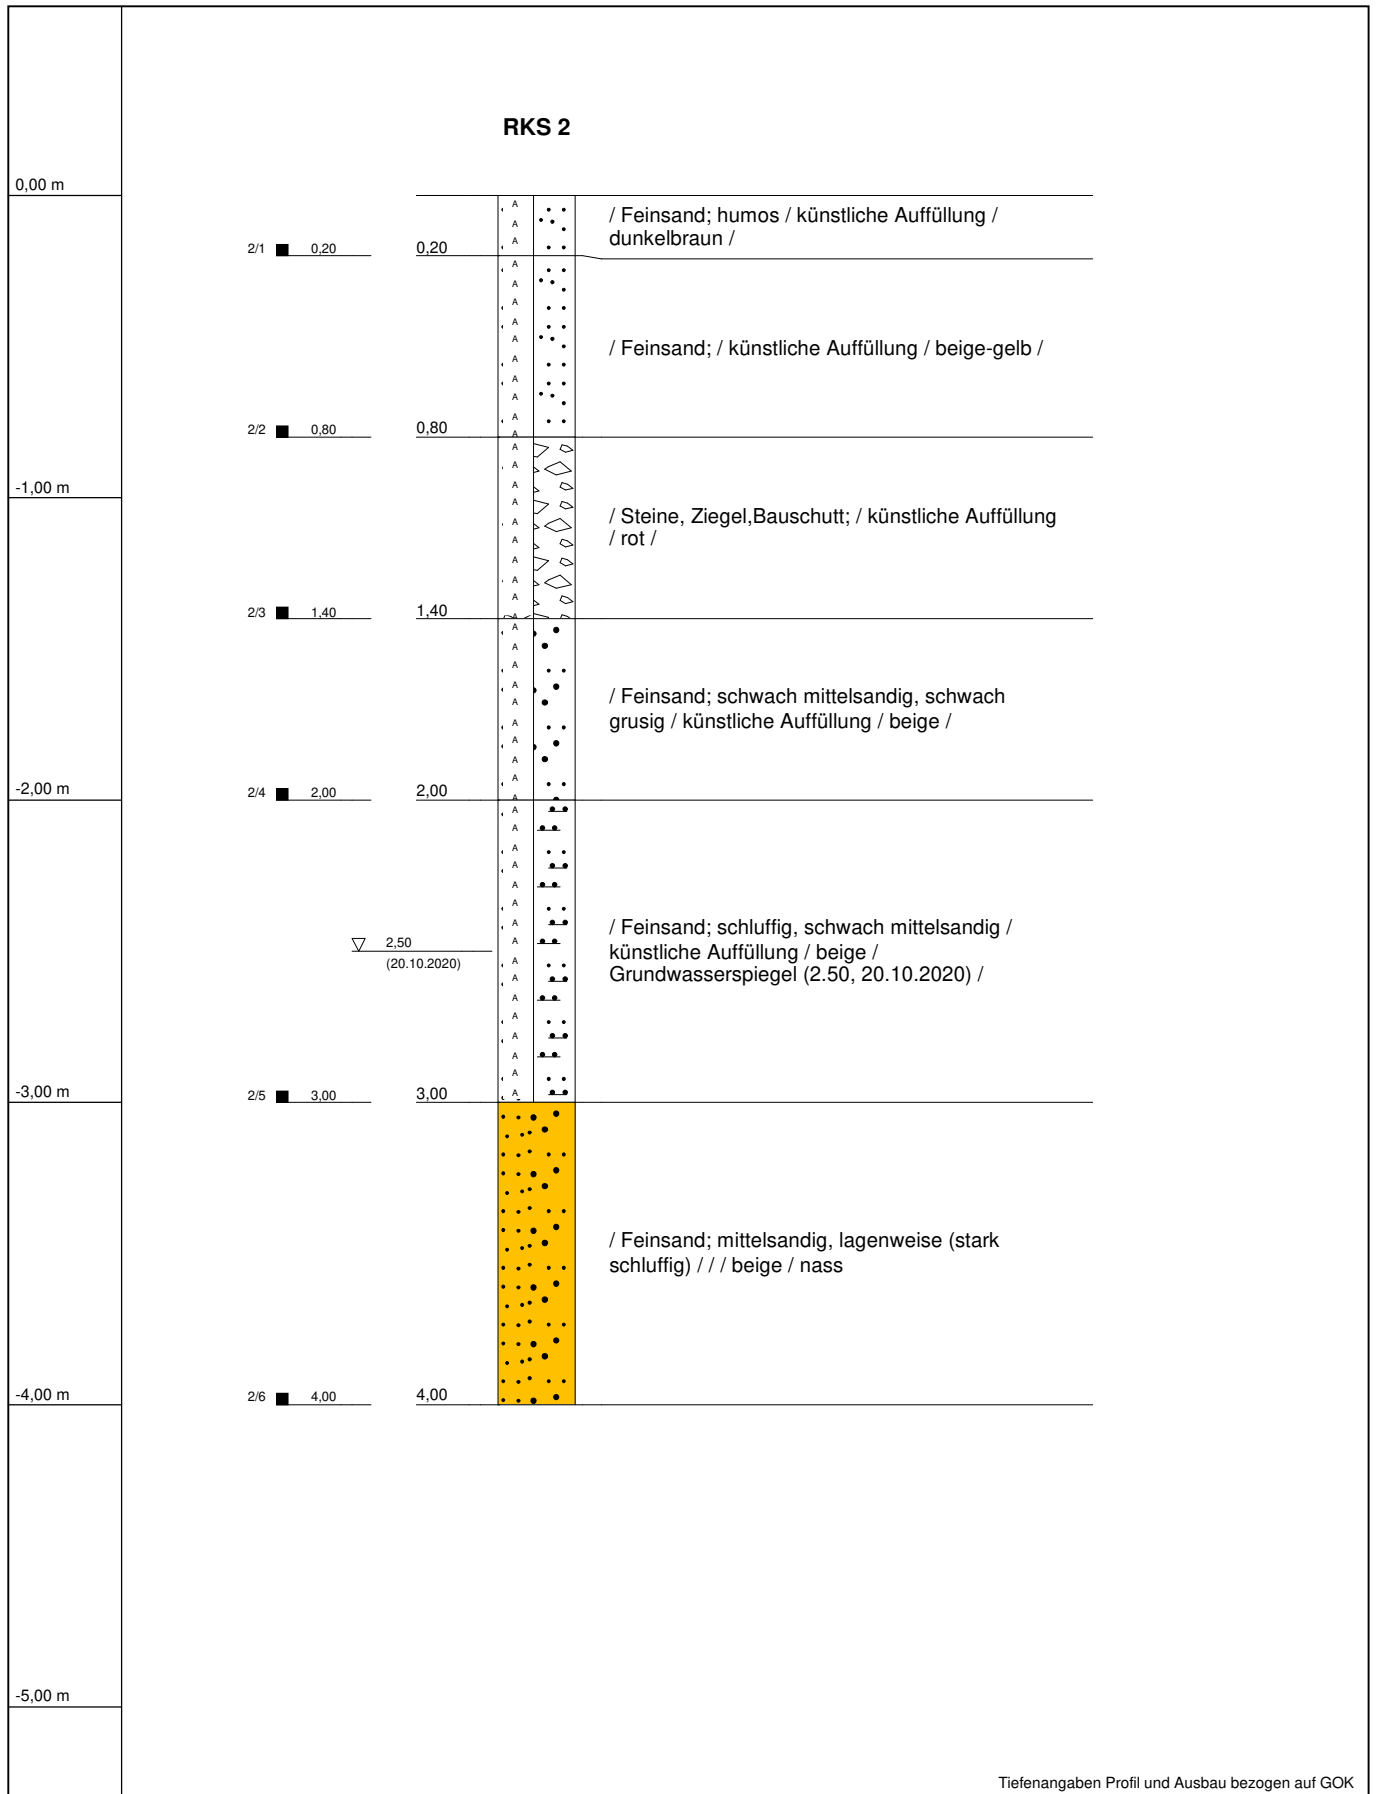 RKS 2
0,00 m
/ Feinsand; humos / künstliche Auffüllung /
dunkelbraun /
2/1 0,20 0,20
/ Feinsand; / künstliche Auffüllung / beige-gelb /
2/2 0,80 0,80
-1,00 m
/ Steine, Ziegel,Bauschutt; / künstliche Auffüllung
/ rot /
2/3 1,40 1,40
/ Feinsand; schwach mittelsandig, schwach
grusig / künstliche Auffüllung / beige /
-2,00 m 2/4 2,00 2,00
/ Feinsand; schluffig, schwach mittelsandig /
künstliche Auffüllung / beige /
Grundwasserspiegel (2.50, 20.10.2020) /
2,50
(20.10.2020)
-3,00 m 2/5 3,00 3,00
/ Feinsand; mittelsandig, lagenweise (stark
schluffig) / / / beige / nass
-4,00 m 2/6 4,00 4,00
-5,00 m
Tiefenangaben Profil und Ausbau bezogen auf GOK